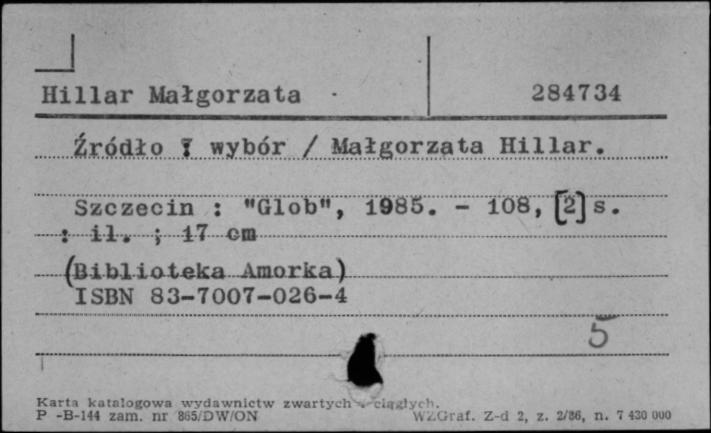 Hillar Małgorzata 284734
Źródło : wybór / Małgorzata Hillar.
Szczecin : "Glob", 1985. - 108, [2] s.
: il. ; 17 cm
(Biblioteka Amorka)
ISBN 83-7007-026-4
5
Karta katalogowa wydawnictw zwartych i ciągłych.
P -B-144 zam. nr 865/DW/ON WZGraf. Z-d 2, z. 2/86, n. 7 430 000